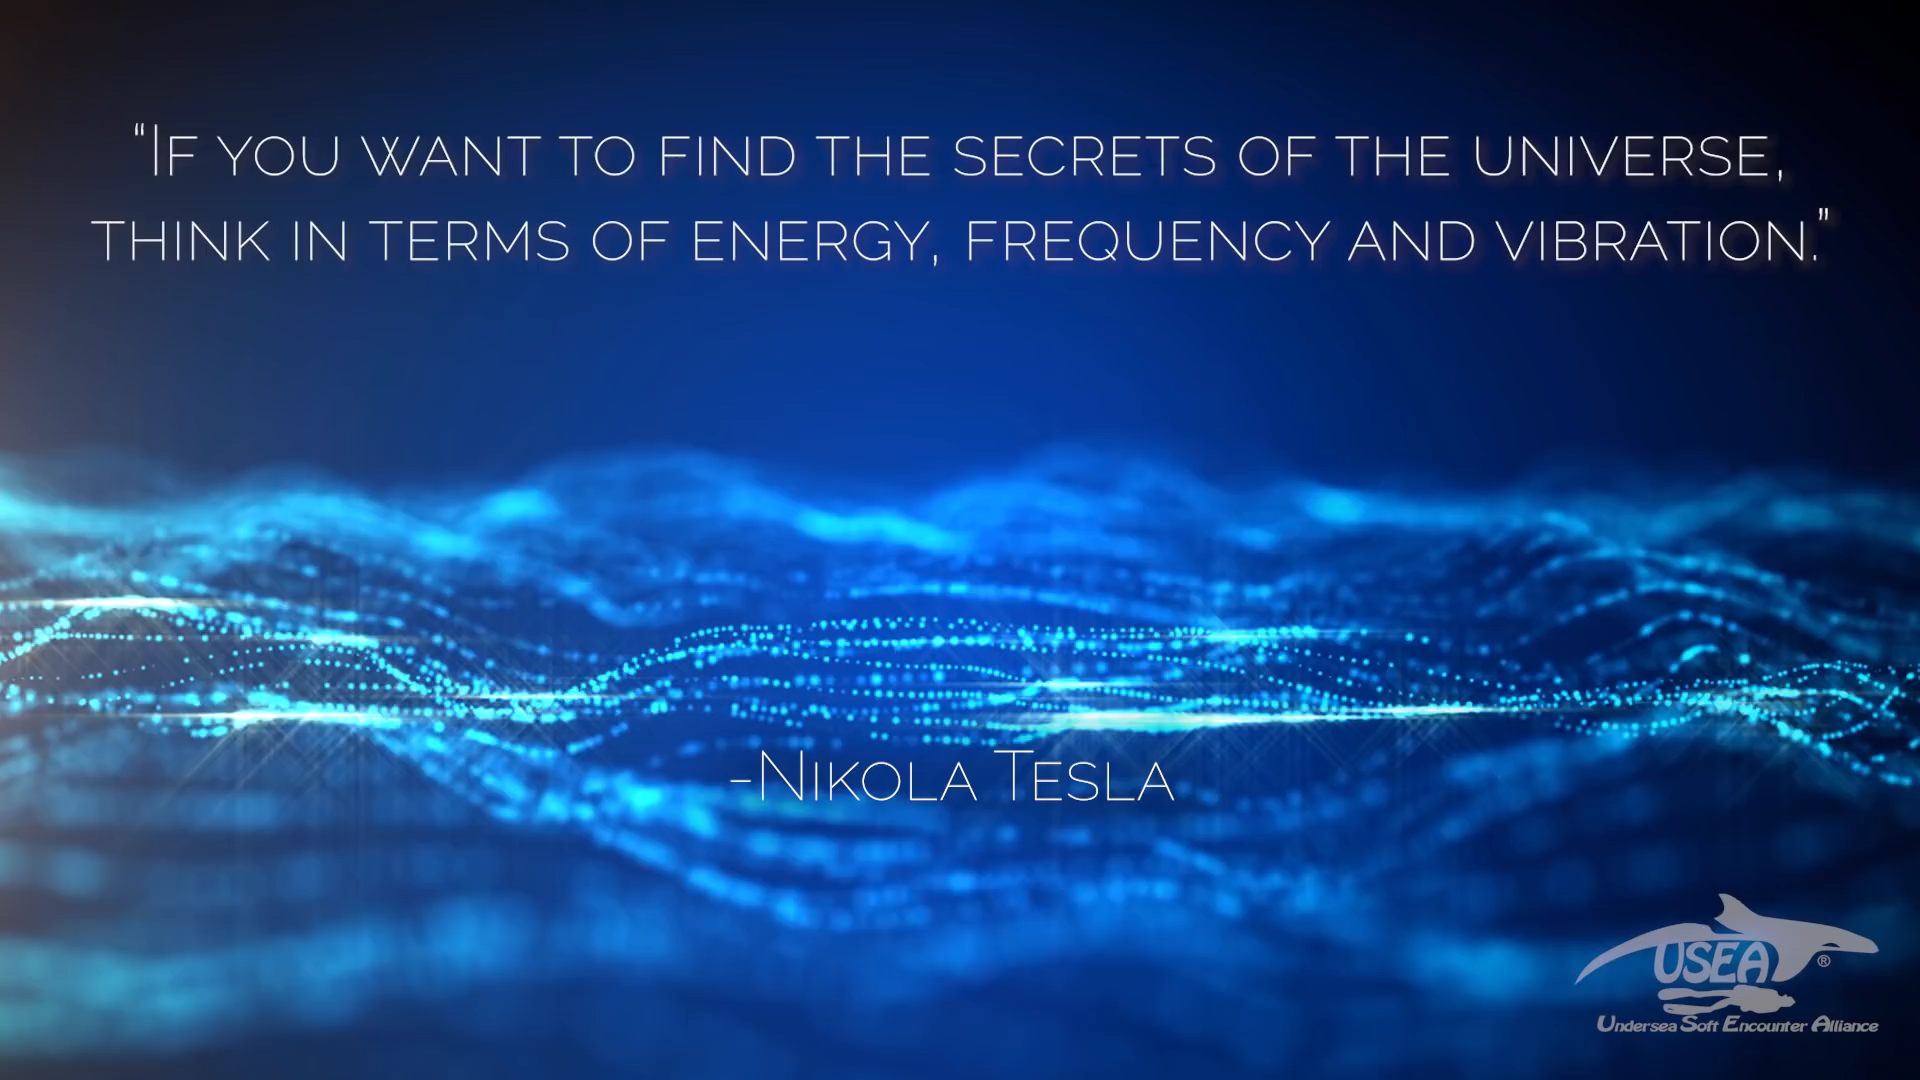 “If you want to find the secrets of the universe,
think in terms of energy, frequency and vibration.”
-Nikola Tesla
USEA®
Undersea Soft Encounter Alliance